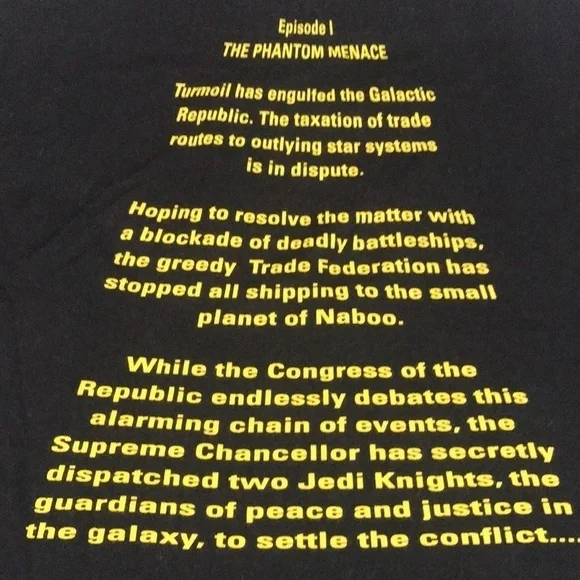 Episode I
THE PHANTOM MENACE
Turmoil has engulfed the Galactic
Republic. The taxation of trade
routes to outlying star systems
is in dispute.
Hoping to resolve the matter with
a blockade of deadly battleships,
the greedy Trade Federation has
stopped all shipping to the small
planet of Naboo.
While the Congress of the
Republic endlessly debates this
alarming chain of events, the
Supreme Chancellor has secretly
dispatched two Jedi Knights, the
guardians of peace and justice in
the galaxy, to settle the conflict....